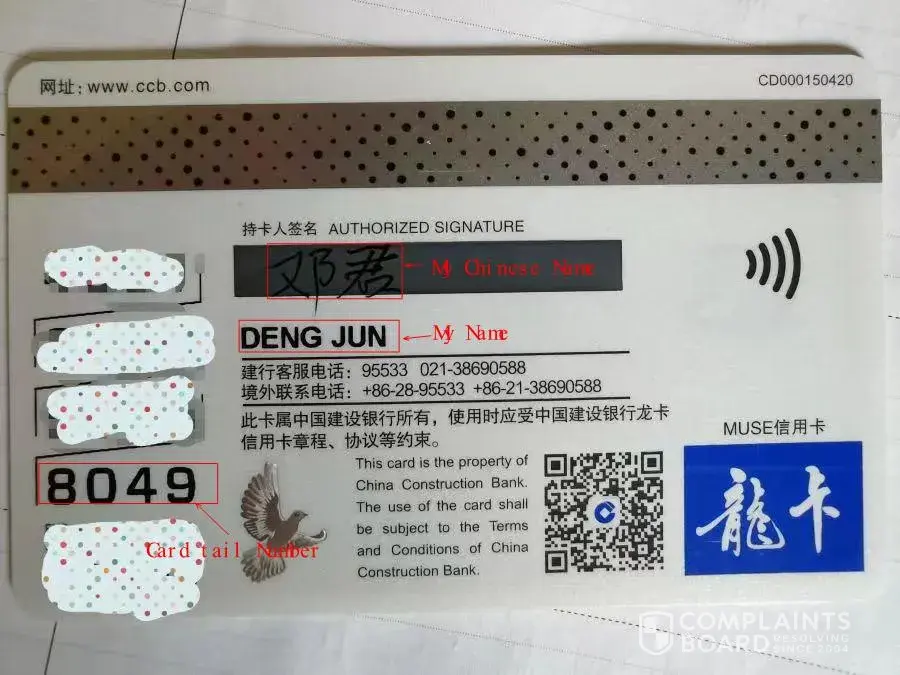 网址：www.ccb.com
CD000150420
持卡人签名 AUTHORIZED SIGNATURE
邓君
My Chinese Name
DENG JUN
My Name
建行客服电话：95533 021-38690588
境外联系电话：+86-28-95533 +86-21-38690588
此卡属中国建设银行所有，使用时应受中国建设银行龙卡
信用卡章程、协议等约束。
8049
Card tail Number
This card is the property of
China Construction Bank.
The use of the card shall
be subject to the Terms
and Conditions of China
Construction Bank.
MUSE信用卡
龍卡
COMPLAINTS
BOARD RESOLVING
SINCE 2004